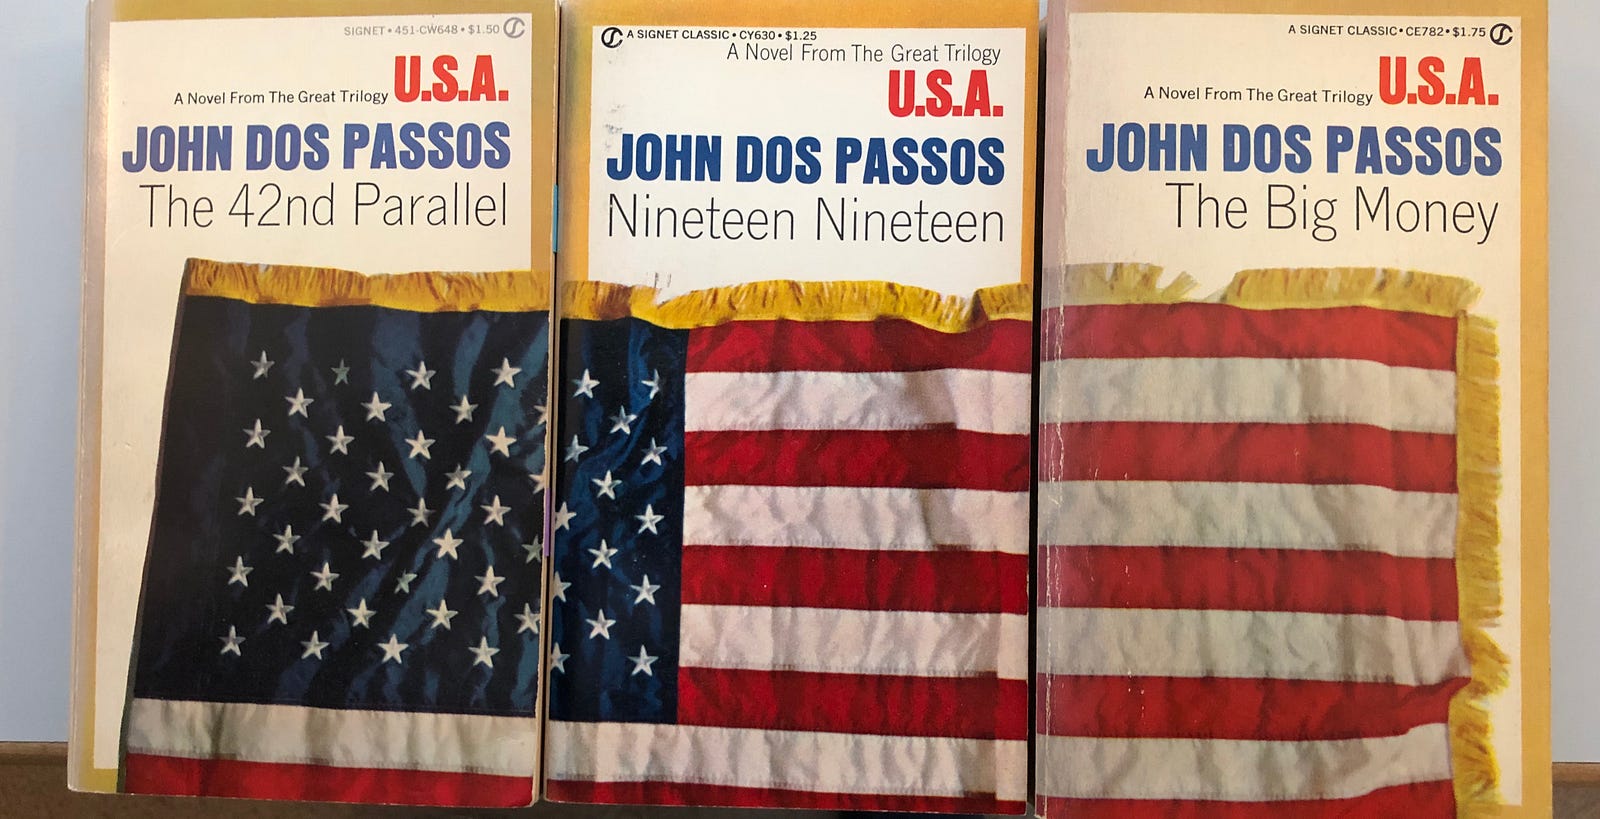 SIGNET • 451-CW648 • $1.50
A Novel From The Great Trilogy U.S.A.
JOHN DOS PASSOS
The 42nd Parallel
A SIGNET CLASSIC • CY630 • $1.25
A Novel From The Great Trilogy
U.S.A.
JOHN DOS PASSOS
Nineteen Nineteen
A SIGNET CLASSIC • CE782 • $1.75
A Novel From The Great Trilogy U.S.A.
JOHN DOS PASSOS
The Big Money